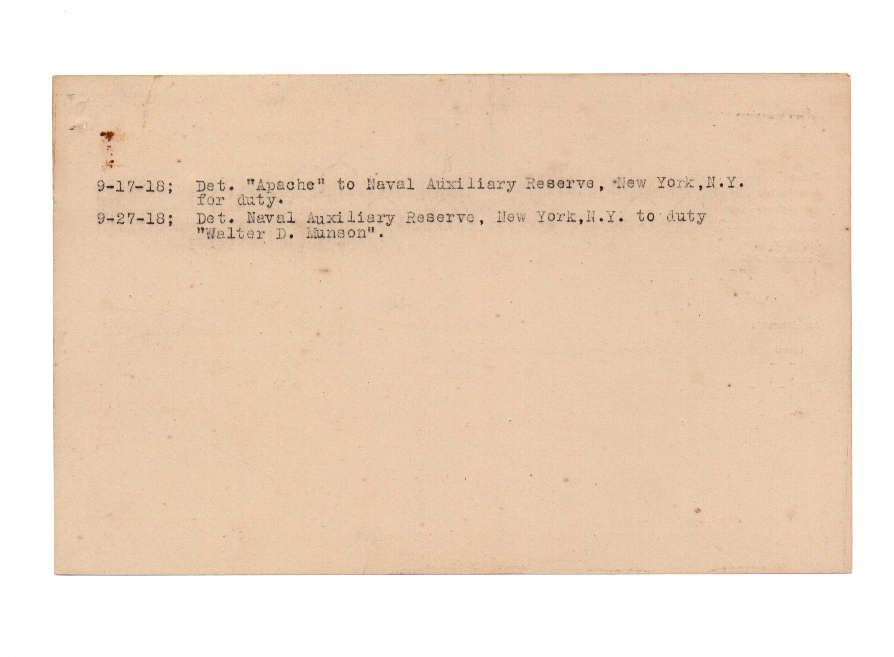 9-17-18; Det. "Apache" to Naval Auxiliary Reserve, New York,N.Y.
for duty.
9-27-18; Det. Naval Auxiliary Reserve, New York,N.Y. to duty
"Walter D. Munson".